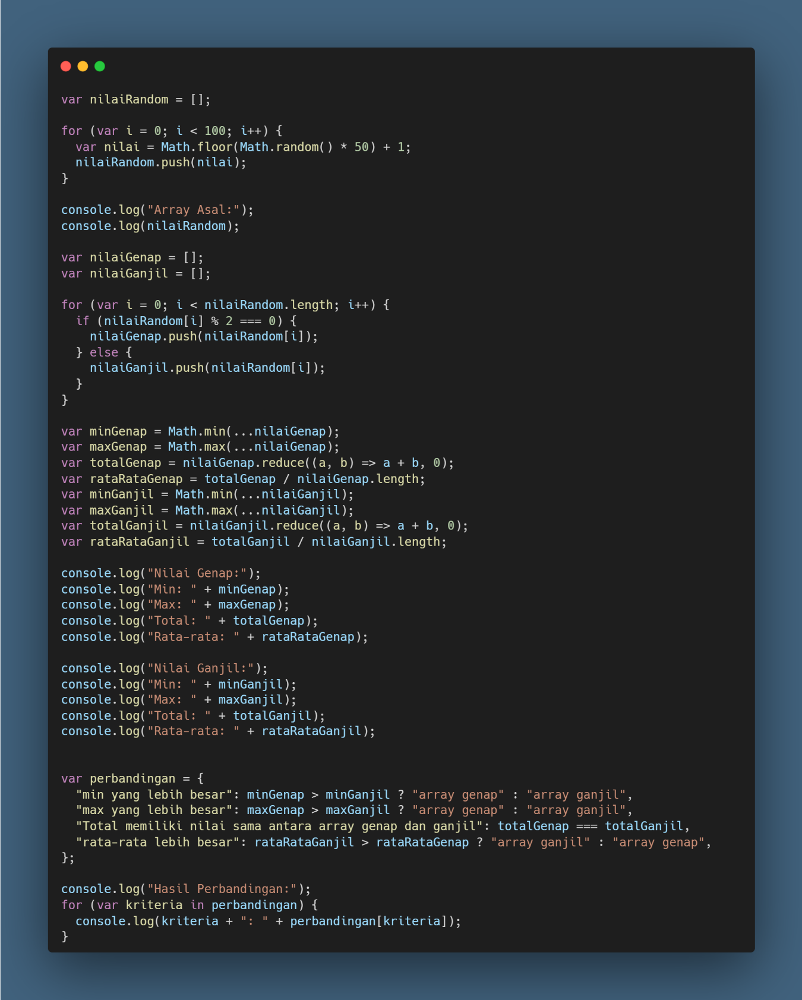 var nilaiRandom = [];

for (var i = 0; i < 100; i++) {
  var nilai = Math.floor(Math.random() * 50) + 1;
  nilaiRandom.push(nilai);
}

console.log("Array Asal:");
console.log(nilaiRandom);

var nilaiGenap = [];
var nilaiGanjil = [];

for (var i = 0; i < nilaiRandom.length; i++) {
  if (nilaiRandom[i] % 2 === 0) {
    nilaiGenap.push(nilaiRandom[i]);
  } else {
    nilaiGanjil.push(nilaiRandom[i]);
  }
}

var minGenap = Math.min(...nilaiGenap);
var maxGenap = Math.max(...nilaiGenap);
var totalGenap = nilaiGenap.reduce((a, b) => a + b, 0);
var rataRataGenap = totalGenap / nilaiGenap.length;
var minGanjil = Math.min(...nilaiGanjil);
var maxGanjil = Math.max(...nilaiGanjil);
var totalGanjil = nilaiGanjil.reduce((a, b) => a + b, 0);
var rataRataGanjil = totalGanjil / nilaiGanjil.length;

console.log("Nilai Genap:");
console.log("Min: " + minGenap);
console.log("Max: " + maxGenap);
console.log("Total: " + totalGenap);
console.log("Rata-rata: " + rataRataGenap);

console.log("Nilai Ganjil:");
console.log("Min: " + minGanjil);
console.log("Max: " + maxGanjil);
console.log("Total: " + totalGanjil);
console.log("Rata-rata: " + rataRataGanjil);


var perbandingan = {
  "min yang lebih besar": minGenap > minGanjil ? "array genap" : "array ganjil",
  "max yang lebih besar": maxGenap > maxGanjil ? "array genap" : "array ganjil",
  "Total memiliki nilai sama antara array genap dan ganjil": totalGenap === totalGanjil,
  "rata-rata lebih besar": rataRataGanjil > rataRataGenap ? "array ganjil" : "array genap",
};

console.log("Hasil Perbandingan:");
for (var kriteria in perbandingan) {
  console.log(kriteria + ": " + perbandingan[kriteria]);
}